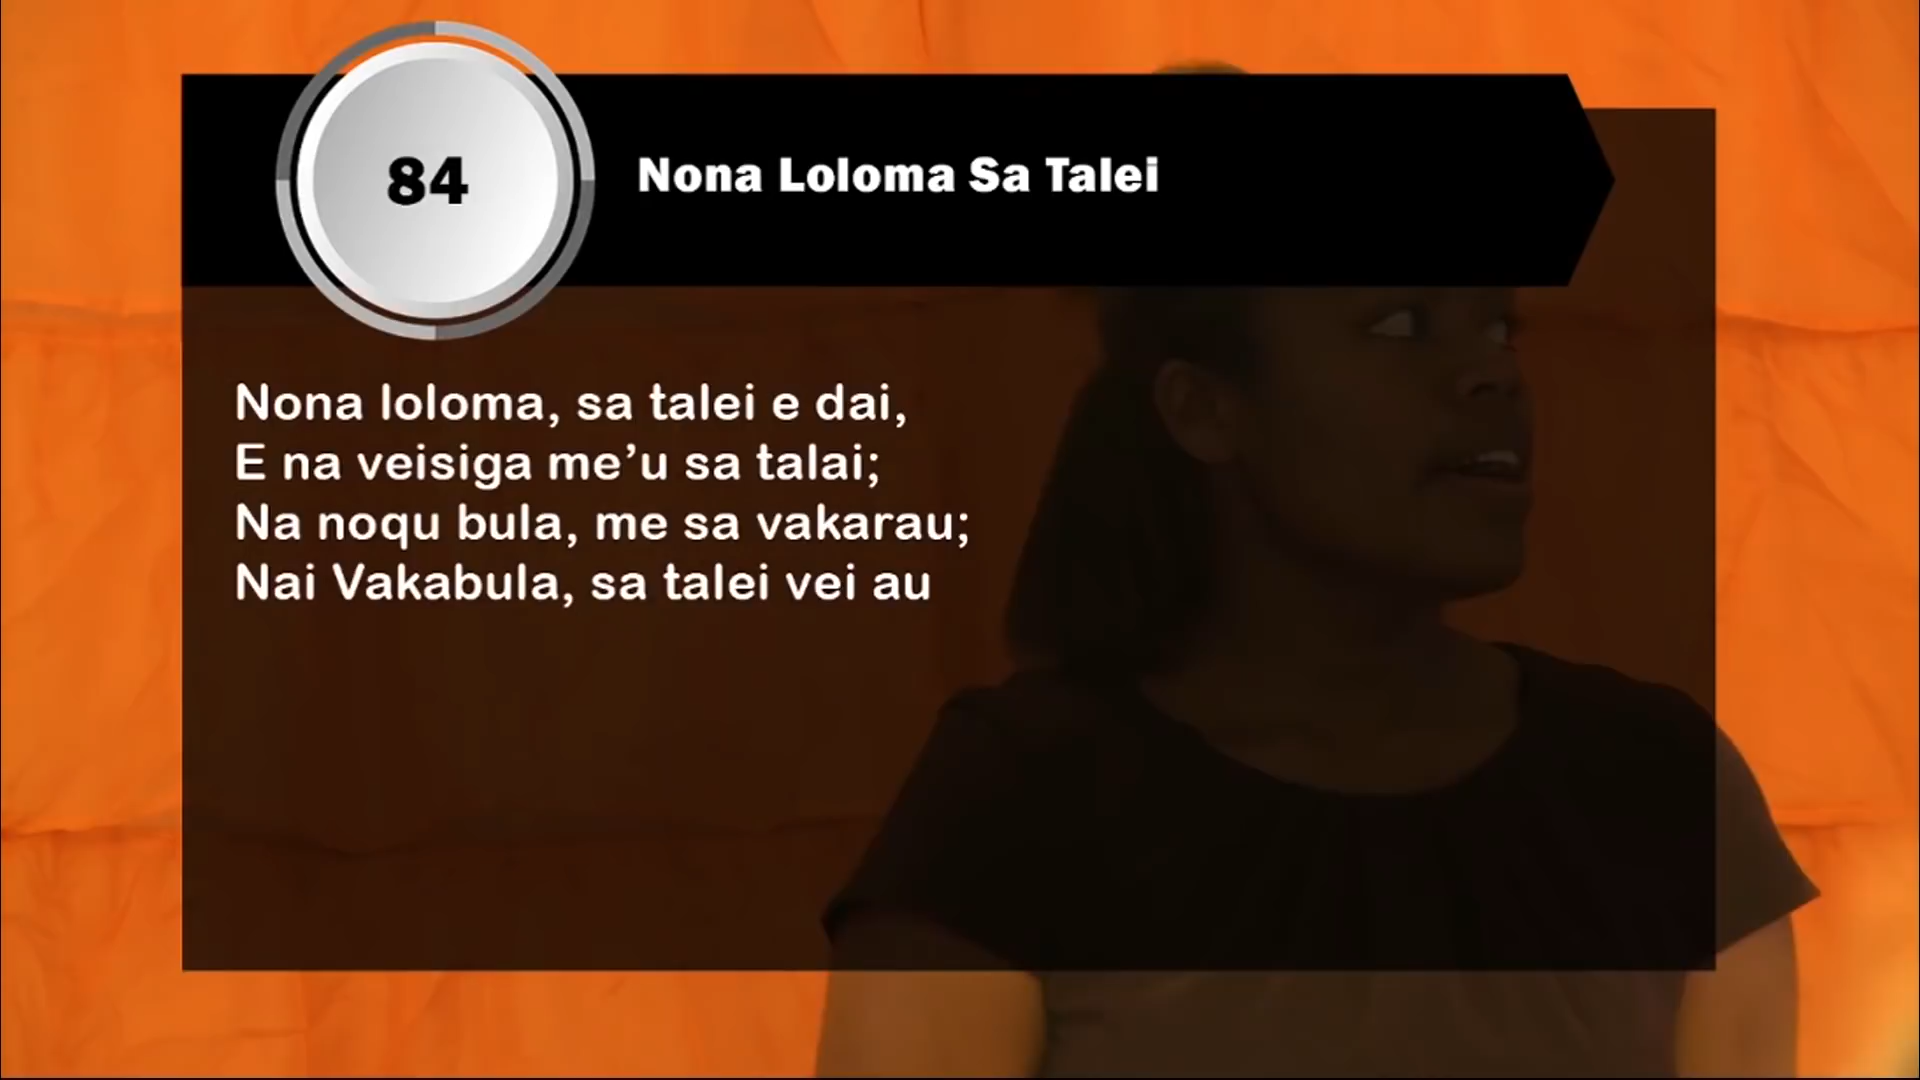 84
Nona Loloma Sa Talei
Nona loloma, sa talei e dai,
E na veisiga me’u sa talai;
Na noqu bula, me sa vakarau;
Nai Vakabula, sa talei vei au